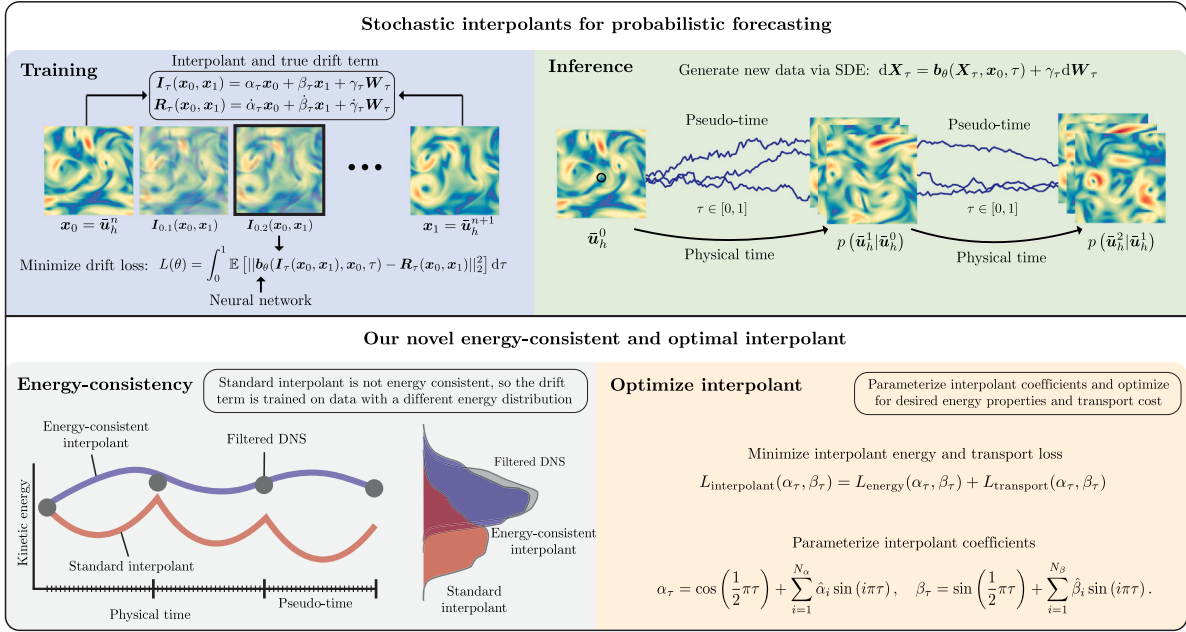 Stochastic interpolants for probabilistic forecasting
Training
Interpolant and true drift term
I_τ(x_0, x_1) = α_τ x_0 + β_τ x_1 + γ_τ W_τ
R_τ(x_0, x_1) = α̇_τ x_0 + β̇_τ x_1 + γ̇_τ W_τ
x_0 = ū_h^n
I_{0.1}(x_0, x_1)
I_{0.2}(x_0, x_1)
x_1 = ū_h^{n+1}
Minimize drift loss: L(θ) = ∫_0^1 𝔼 [||b_θ(I_τ(x_0, x_1), x_0, τ) − R_τ(x_0, x_1)||_2^2] dτ
Neural network
Inference
Generate new data via SDE: dX_τ = b_θ(X_τ, x_0, τ) + γ_τ dW_τ
Pseudo-time
Pseudo-time
τ ∈ [0, 1]
τ ∈ [0, 1]
ū_h^0
p (ū_h^1|ū_h^0)
p (ū_h^2|ū_h^1)
Physical time
Physical time
Our novel energy-consistent and optimal interpolant
Energy-consistency
Standard interpolant is not energy consistent, so the drift
term is trained on data with a different energy distribution
Energy-consistent
interpolant
Filtered DNS
Kinetic energy
Standard interpolant
Physical time
Pseudo-time
Filtered DNS
Energy-consistent
interpolant
Standard
interpolant
Optimize interpolant
Parameterize interpolant coefficients and optimize
for desired energy properties and transport cost
Minimize interpolant energy and transport loss
L_interpolant(α_τ, β_τ) = L_energy(α_τ, β_τ) + L_transport(α_τ, β_τ)
Parameterize interpolant coefficients
α_τ = cos (1/2 πτ) + ∑_{i=1}^{N_α} α̂_i sin (iπτ), β_τ = sin (1/2 πτ) + ∑_{i=1}^{N_β} β̂_i sin (iπτ).